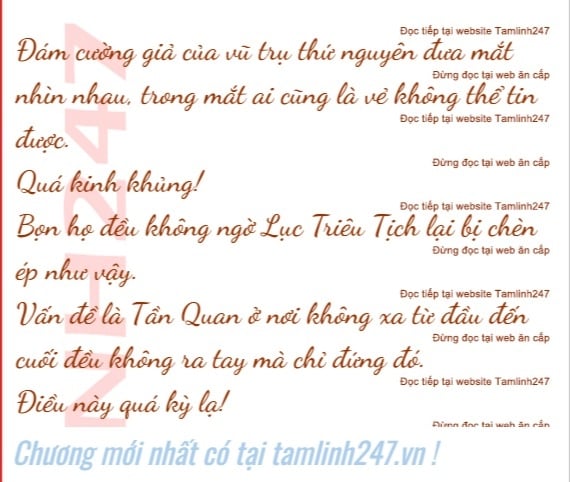 Đọc tiếp tại website Tamlinh247
Đám cường giả của vũ trụ thứ nguyên đưa mắt
Đừng đọc tại web ăn cắp
nhìn nhau, trong mắt ai cũng là vẻ không thể tin
Đọc tiếp tại website Tamlinh247
được.
Đừng đọc tại web ăn cắp
Quá kinh khủng!
Đọc tiếp tại website Tamlinh247
Bọn họ đều không ngờ Lục Triêu Tịch lại bị chèn
Đừng đọc tại web ăn cắp
ép như vậy.
Đọc tiếp tại website Tamlinh247
Vấn đề là Tần Quan ở nơi không xa từ đầu đến
Đừng đọc tại web ăn cắp
cuối đều không ra tay mà chỉ đứng đó.
Đọc tiếp tại website Tamlinh247
Điều này quá kỳ lạ!
Đừng đọc tại web ăn cắp
NH247
Chương mới nhất có tại tamlinh247.vn !